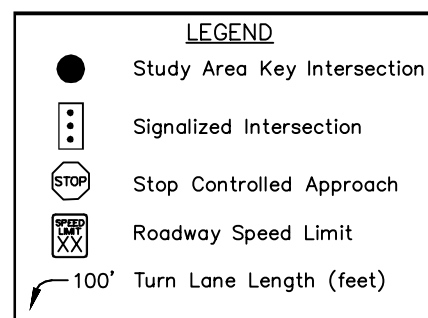 LEGEND
Study Area Key Intersection
Signalized Intersection
STOP Stop Controlled Approach
SPEED
LIMIT
XX Roadway Speed Limit
100' Turn Lane Length (feet)